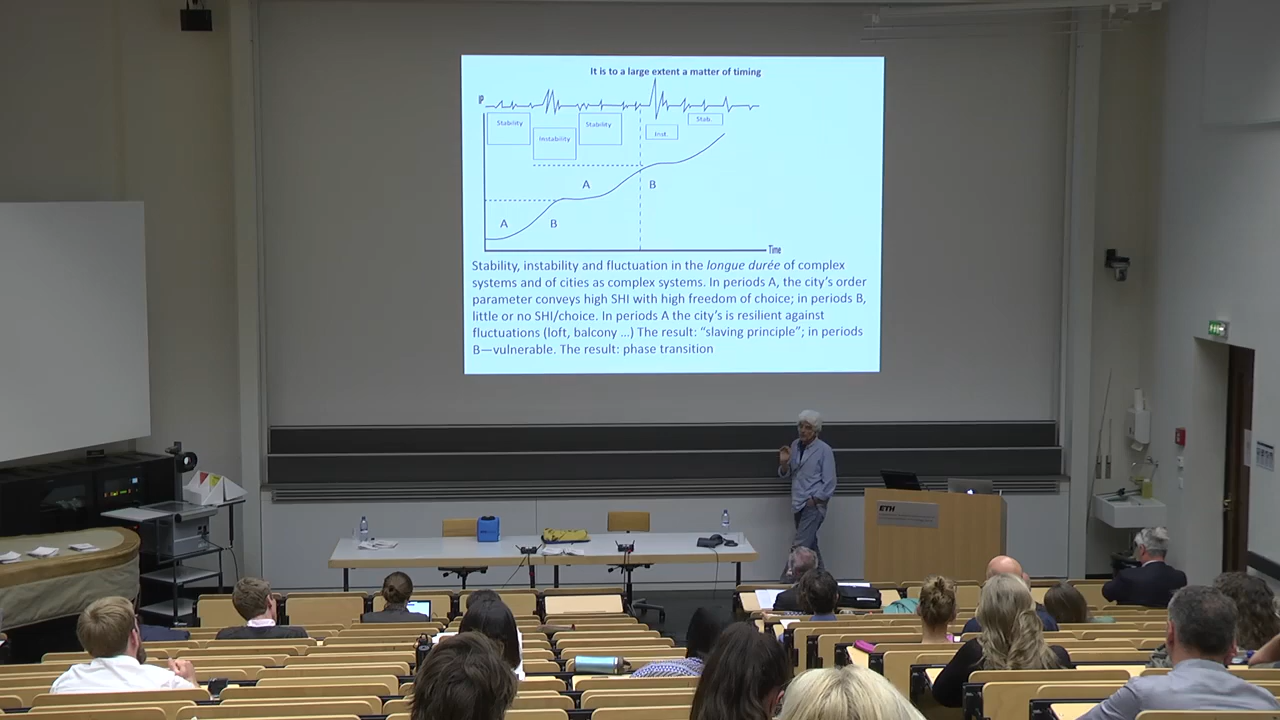 It is to a large extent a matter of timing
IP
Stability
Instability
Stability
Inst.
Stab.
A
B
A
B
Time
Stability, instability and fluctuation in the longue durée of complex
systems and of cities as complex systems. In periods A, the city's order
parameter conveys high SHI with high freedom of choice; in periods B,
little or no SHI/choice. In periods A the city's is resilient against
fluctuations (loft, balcony ...) The result: "slaving principle"; in periods
B—vulnerable. The result: phase transition
ETH